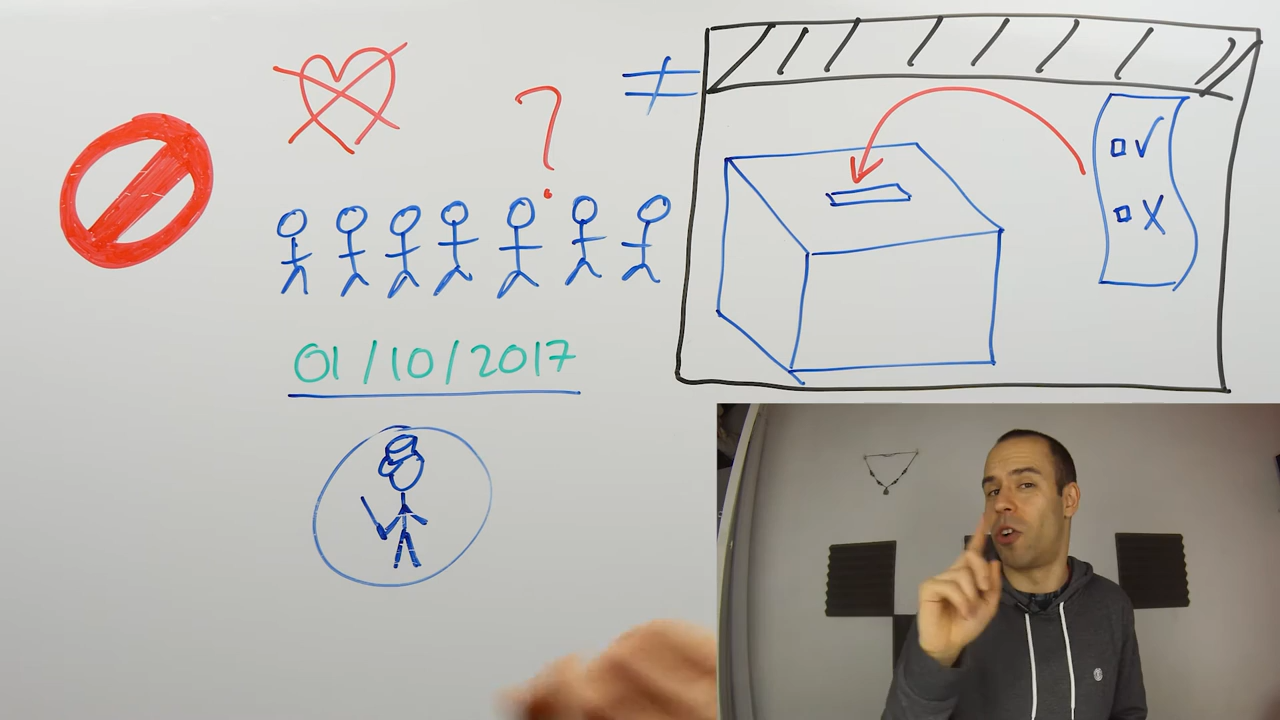 ?
≠
01/10/2017
✓
X